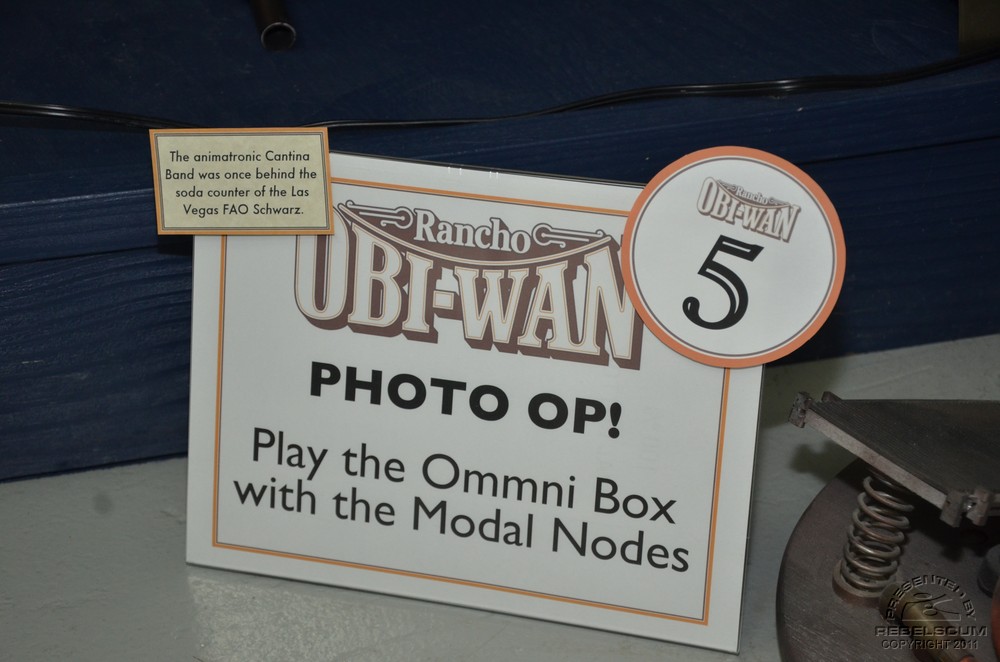 The animatronic Cantina
Band was once behind the
soda counter of the Las
Vegas FAO Schwarz.
Rancho
OBI-WAN
Rancho
OBI-WAN
5
PHOTO OP!
Play the Ommni Box
with the Modal Nodes
PRESENTED BY
REBELSCUM
COPYRIGHT 2011